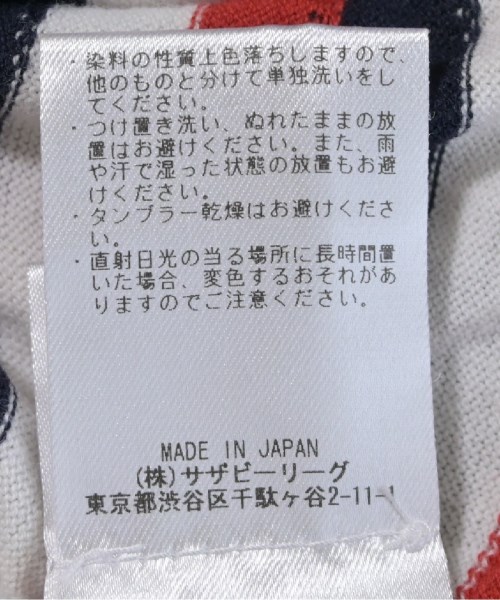 ・染料の性質上色落ちしますので、
他のものと分けて単独洗いをし
てください。
・つけ置き洗い、ぬれたままの放
置はお避けください。また、雨
や汗で湿った状態の放置もお避
けください。
・タンブラー乾燥はお避けくださ
い。
・直射日光の当る場所に長時間置
いた場合、変色するおそれがあ
りますのでご注意ください。
MADE IN JAPAN
(株)サザビーリーグ
東京都渋谷区千駄ヶ谷2-11-1